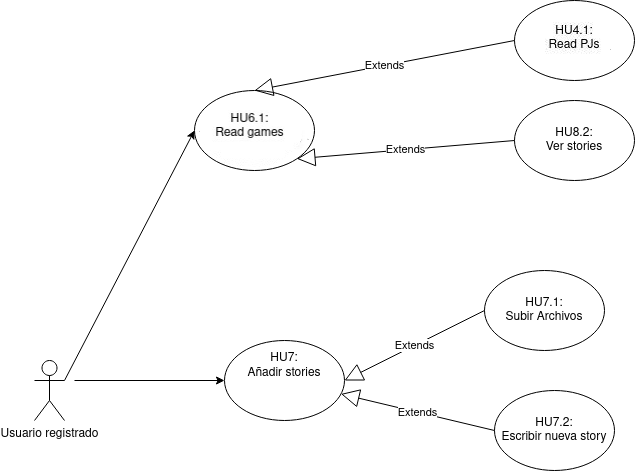 HU4.1:
Read PJs
Extends
HU6.1:
Read games
HU8.2:
Ver stories
Extends
HU7.1:
Subir Archivos
Extends
HU7:
Añadir stories
Extends
HU7.2:
Escribir nueva story
Usuario registrado